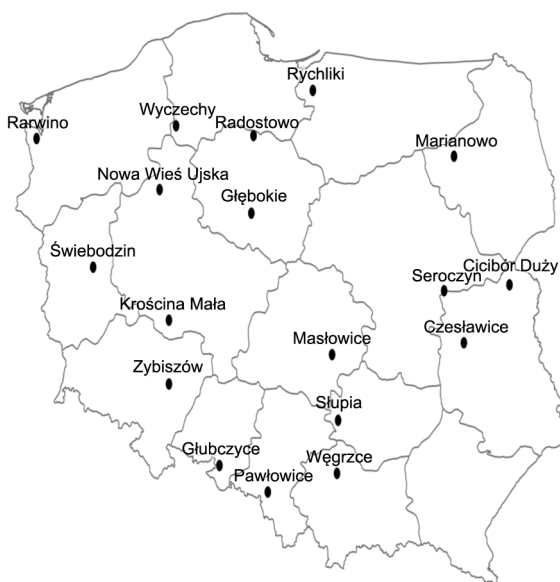 Rychliki
Wyczechy
Radostowo
Rarwino
Marianowo
Nowa Wieś Ujska
Głębokie
Świebodzin
Cicibór Duży
Seroczyn
Krościna Mała
Czesławice
Masłowice
Zybiszów
Słupia
Głubczyce
Węgrzce
Pawłowice